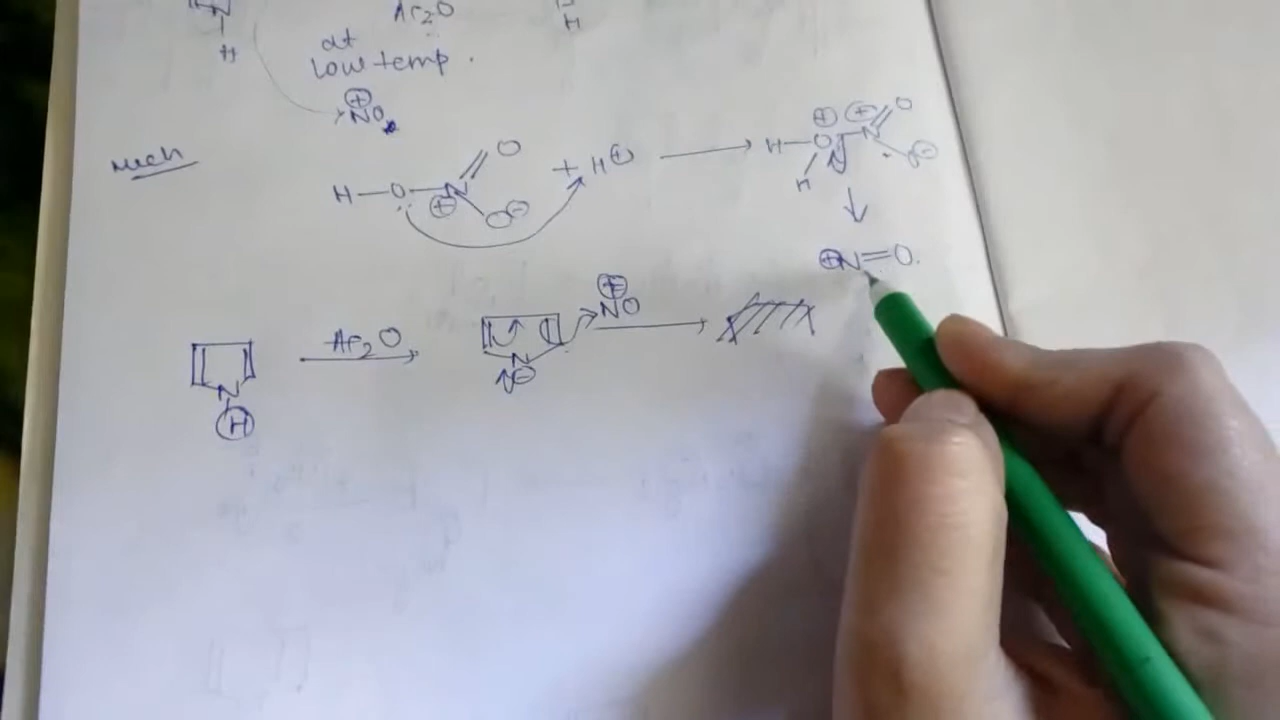 N
H
Ac₂O
H
at
Low temp.
⊕
NO
Mech
H—O—N=O
⊕
O⊖
+ H⊕
H—O—N=O
⊕ ⊕
H
O⊖
⊕N=O
⊕
NO
Ac₂O
N
H
N⊖